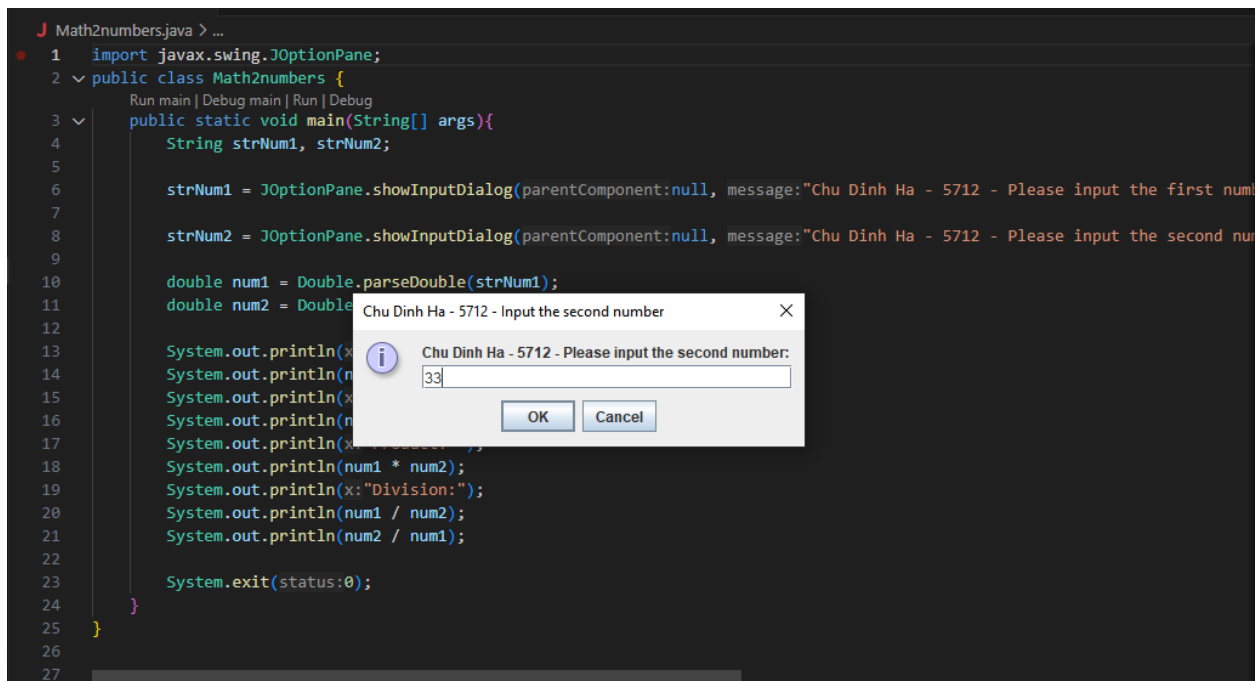 J Math2numbers.java > ...
1 import javax.swing.JOptionPane;
2 public class Math2numbers {
Run main | Debug main | Run | Debug
3 public static void main(String[] args){
4 String strNum1, strNum2;
5
6 strNum1 = JOptionPane.showInputDialog(parentComponent:null, message:"Chu Dinh Ha - 5712 - Please input the first
7
8 strNum2 = JOptionPane.showInputDialog(parentComponent:null, message:"Chu Dinh Ha - 5712 - Please input the second
9
10 double num1 = Double.parseDouble(strNum1);
11 double num2 = Double
12
13 System.out.println(x
14 System.out.println(n
15 System.out.println(x
16 System.out.println(n
17 System.out.println(x:
18 System.out.println(num1 * num2);
19 System.out.println(x:"Division:");
20 System.out.println(num1 / num2);
21 System.out.println(num2 / num1);
22
23 System.exit(status:0);
24 }
25 }
26
27
Chu Dinh Ha - 5712 - Input the second number
Chu Dinh Ha - 5712 - Please input the second number:
33
OK Cancel